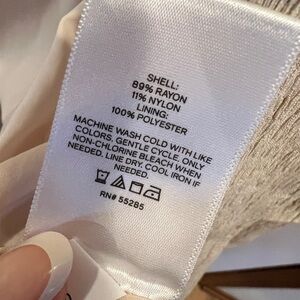 SHELL:
89% RAYON
11% NYLON
LINING:
100% POLYESTER
MACHINE WASH COLD WITH LIKE
COLORS. GENTLE CYCLE. ONLY
NON-CHLORINE BLEACH WHEN
NEEDED. LINE DRY. COOL IRON IF
NEEDED.
RN# 55285